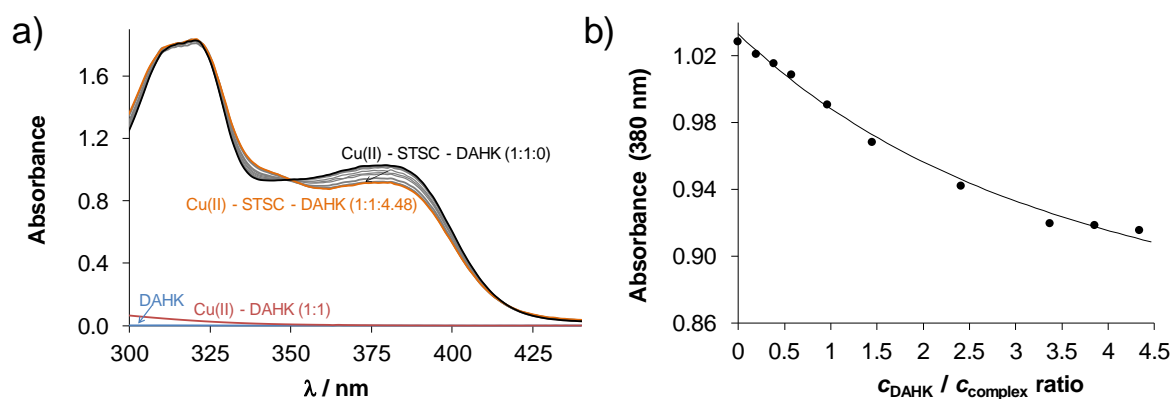 a)
Absorbance
1.6
1.2
0.8
0.4
0.0
Cu(II) - STSC - DAHK (1:1:0)
Cu(II) - STSC - DAHK (1:1:4.48)
DAHK
Cu(II) - DAHK (1:1)
300
325
350
375
400
425
λ / nm
b)
Absorbance (380 nm)
1.02
0.98
0.94
0.90
0.86
0
0.5
1
1.5
2
2.5
3
3.5
4
4.5
cDAHK / ccomplex ratio